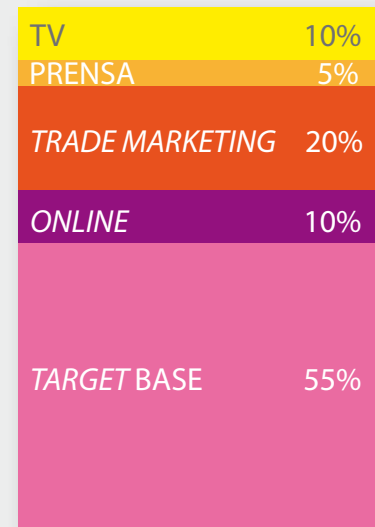 TV 10%
PRENSA 5%
TRADE MARKETING 20%
ONLINE 10%
TARGET BASE 55%